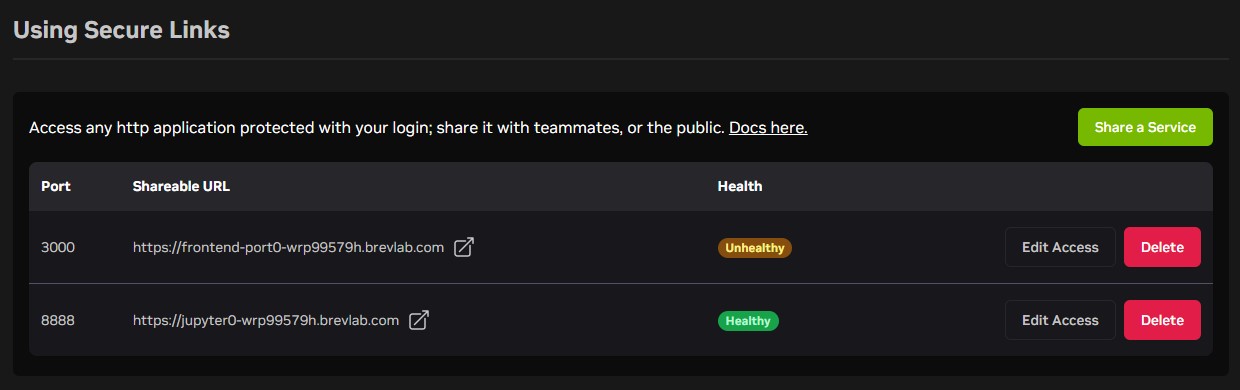 Using Secure Links
Access any http application protected with your login; share it with teammates, or the public. Docs here.
Share a Service
Port Shareable URL Health
3000 https://frontend-port0-wrp99579h.brevlab.com Unhealthy Edit Access Delete
8888 https://jupyter0-wrp99579h.brevlab.com Healthy Edit Access Delete